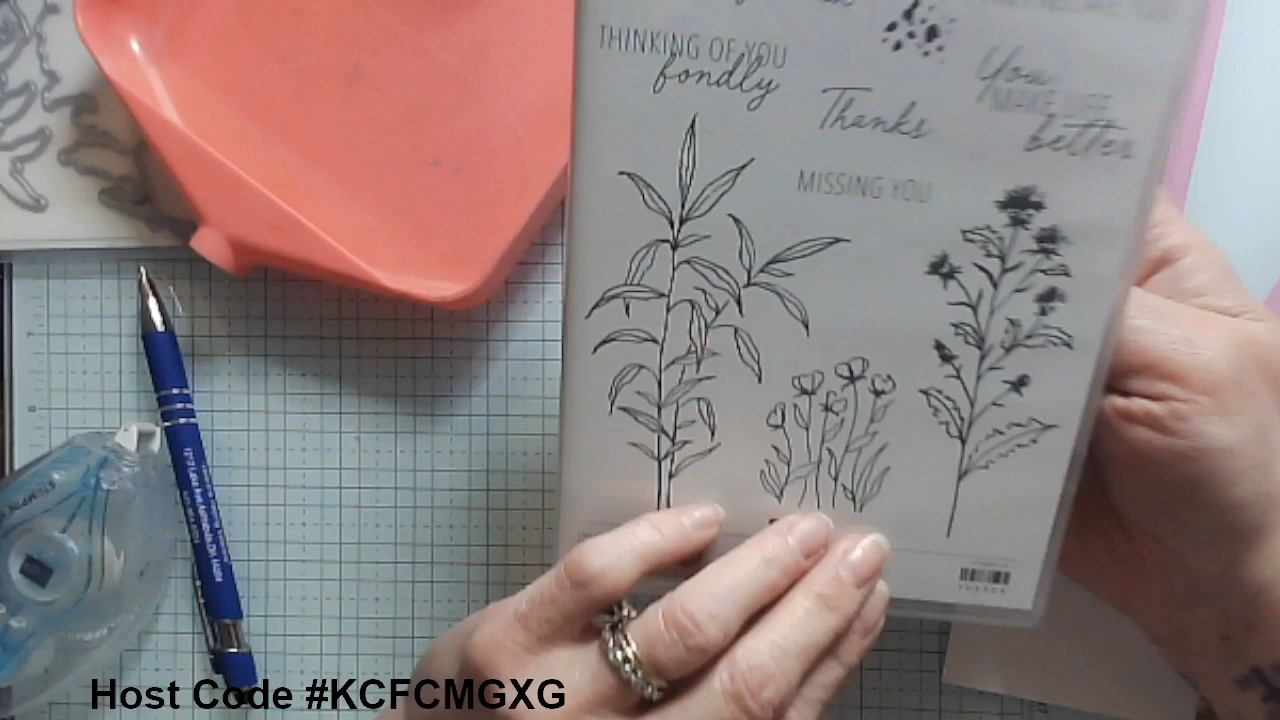 THINKING OF YOU
fondly
Thanks
You
MAKE LIFE
better
MISSING YOU
Host Code #KCFCMGXG